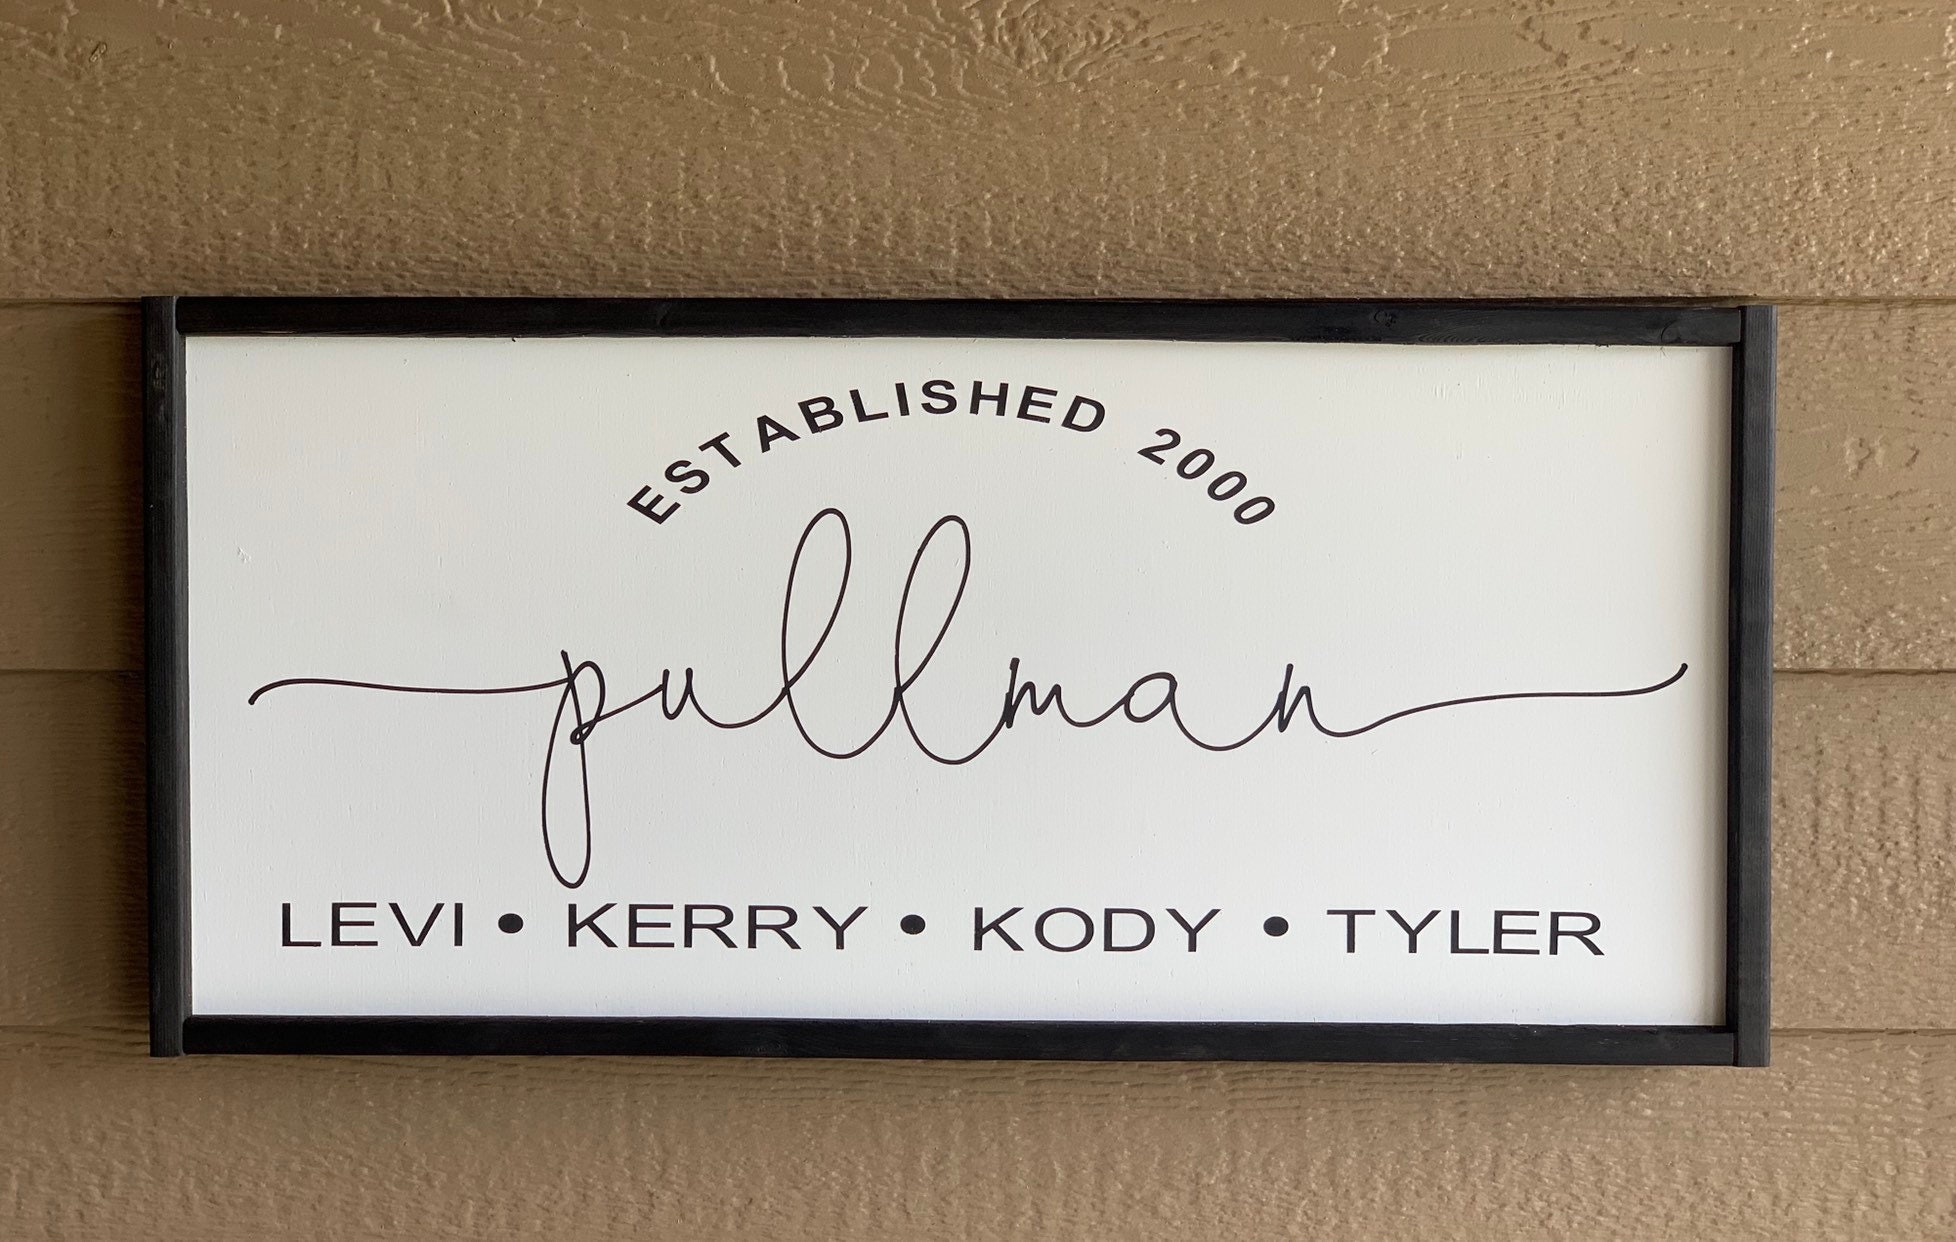 ESTABLISHED 2000
pullman
LEVI • KERRY • KODY • TYLER